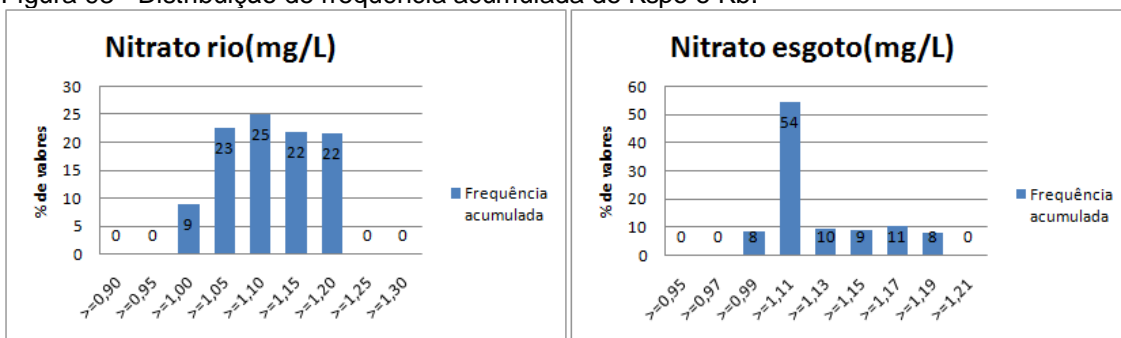 Nitrato rio(mg/L)
% de valores
30
25
20
15
10
5
0
0 0 9 23 25 22 22 0 0
>=0,90 >=0,95 >=1,00 >=1,05 >=1,10 >=1,15 >=1,20 >=1,25 >=1,30
Frequência
acumulada
Nitrato esgoto(mg/L)
% de valores
60
50
40
30
20
10
0
0 0 8 54 10 9 11 8 0
>=0,95 >=0,97 >=0,99 >=1,11 >=1,13 >=1,15 >=1,17 >=1,19 >=1,21
Frequência
acumulada